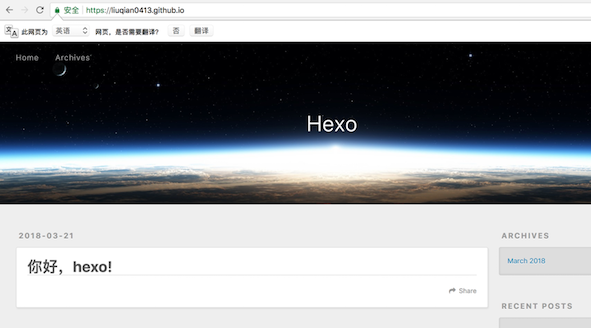 安全 https://liuqian0413.github.io
此网页为 英语 网页，是否需要翻译? 否 翻译
Home Archives
Hexo
2018-03-21
ARCHIVES
你好，hexo!
March 2018
Share
RECENT POSTS